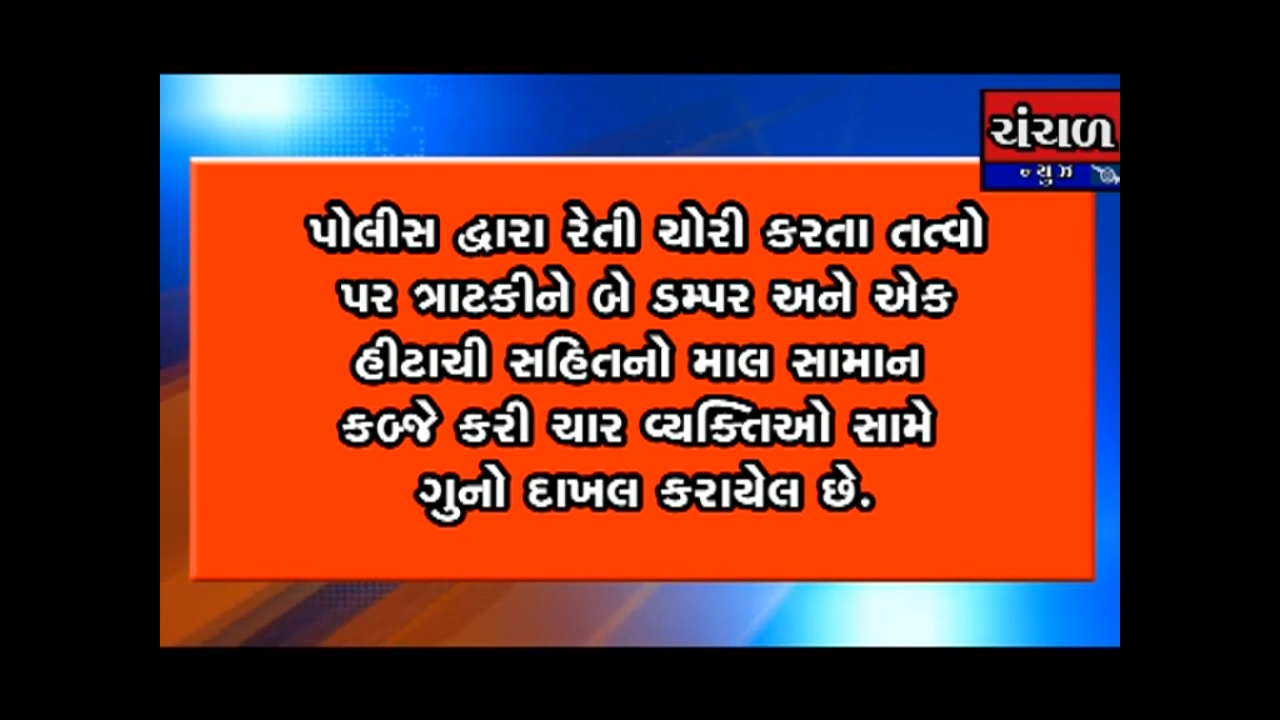 ચંચળ
ન્યુઝ
પોલીસ દ્વારા રેતી ચોરી કરતા તત્વો
પર ત્રાટકીને બે ડમ્પર અને એક
હીટાચી સહિતનો માલ સામાન
કબ્જે કરી ચાર વ્યક્તિઓ સામે
ગુનો દાખલ કરાયેલ છે.